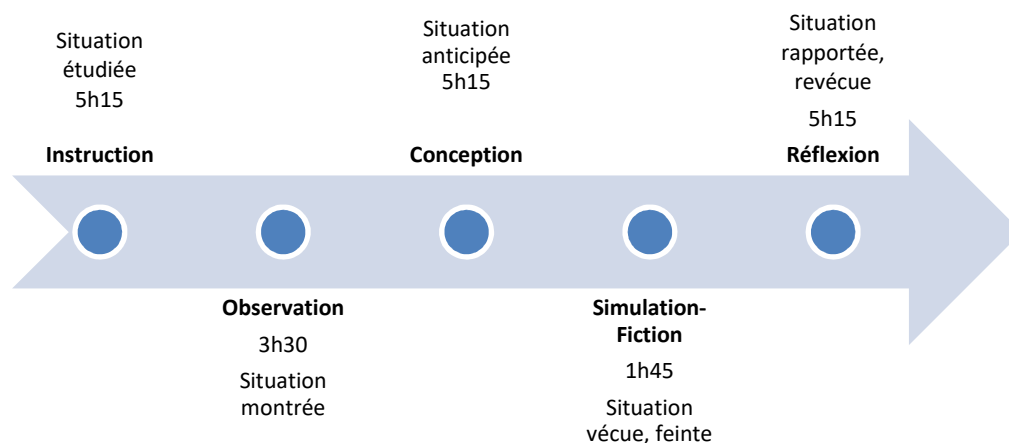 Situation
étudiée
5h15
Instruction
Observation
3h30
Situation
montrée
Situation
anticipée
5h15
Conception
Simulation-
Fiction
1h45
Situation
vécue, feinte
Situation
rapportée,
revécue
5h15
Réflexion